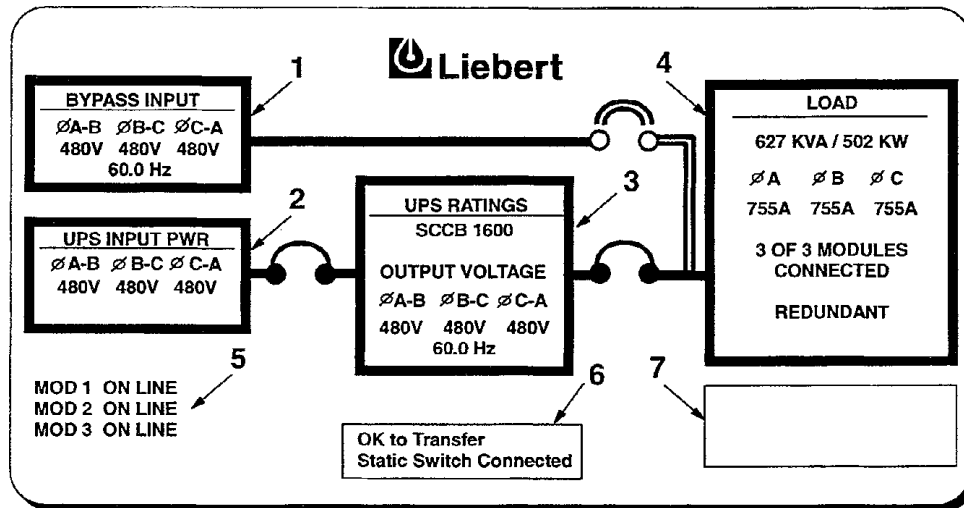 Liebert
1
BYPASS INPUT
ØA-B ØB-C ØC-A
480V 480V 480V
60.0 Hz
2
UPS INPUT PWR
ØA-B ØB-C ØC-A
480V 480V 480V
3
UPS RATINGS
SCCB 1600
OUTPUT VOLTAGE
ØA-B ØB-C ØC-A
480V 480V 480V
60.0 Hz
4
LOAD
627 KVA / 502 KW
ØA ØB ØC
755A 755A 755A
3 OF 3 MODULES
CONNECTED
REDUNDANT
5
MOD 1 ON LINE
MOD 2 ON LINE
MOD 3 ON LINE
6
OK to Transfer
Static Switch Connected
7